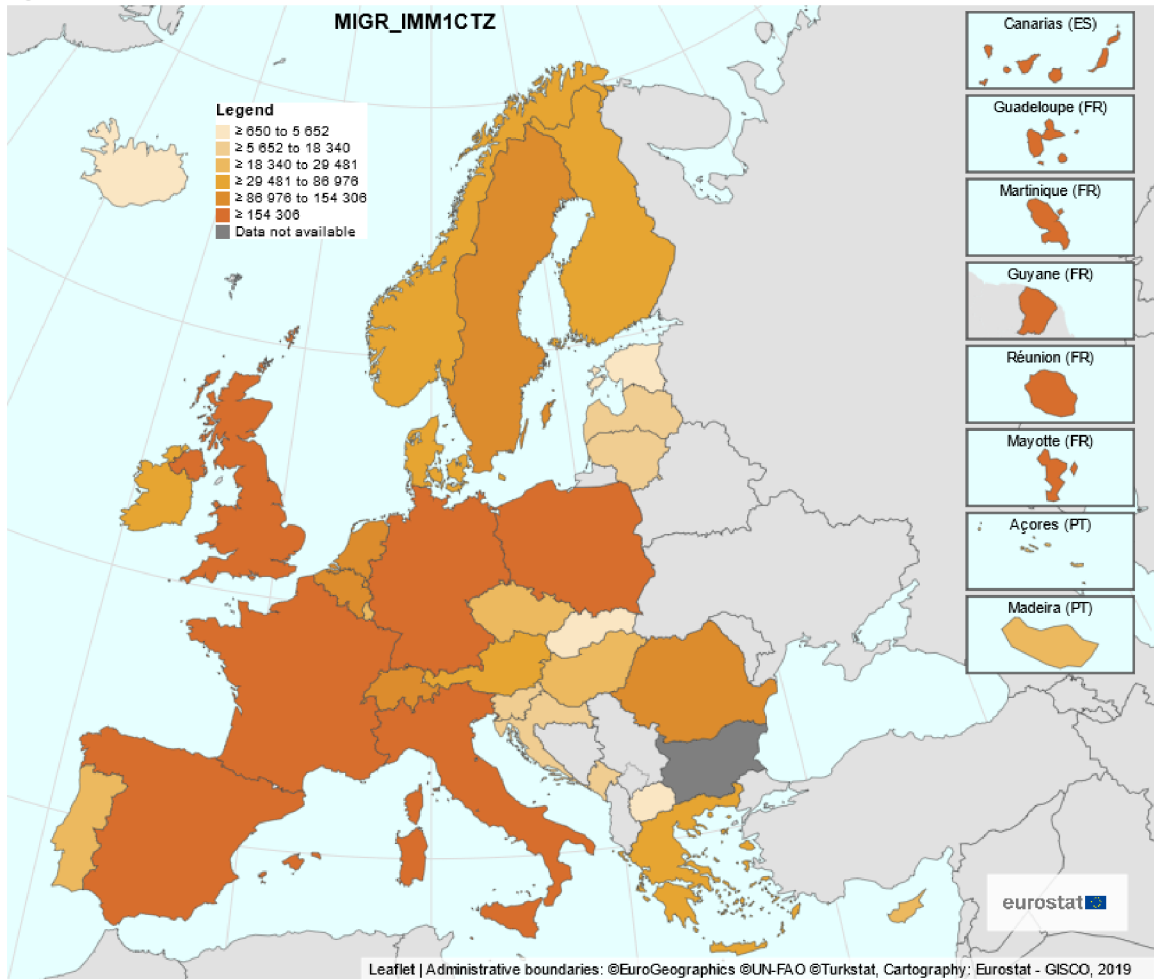 MIGR_IMM1CTZ
Legend
≥ 650 to 5 652
≥ 5 652 to 18 340
≥ 18 340 to 29 481
≥ 29 481 to 86 976
≥ 86 976 to 154 306
≥ 154 306
Data not available
Canarias (ES)
Guadeloupe (FR)
Martinique (FR)
Guyane (FR)
Réunion (FR)
Mayotte (FR)
Açores (PT)
Madeira (PT)
eurostat
Leaflet | Administrative boundaries: ©EuroGeographics ©UN-FAO ©Turkstat, Cartography: Eurostat - GISCO, 2019